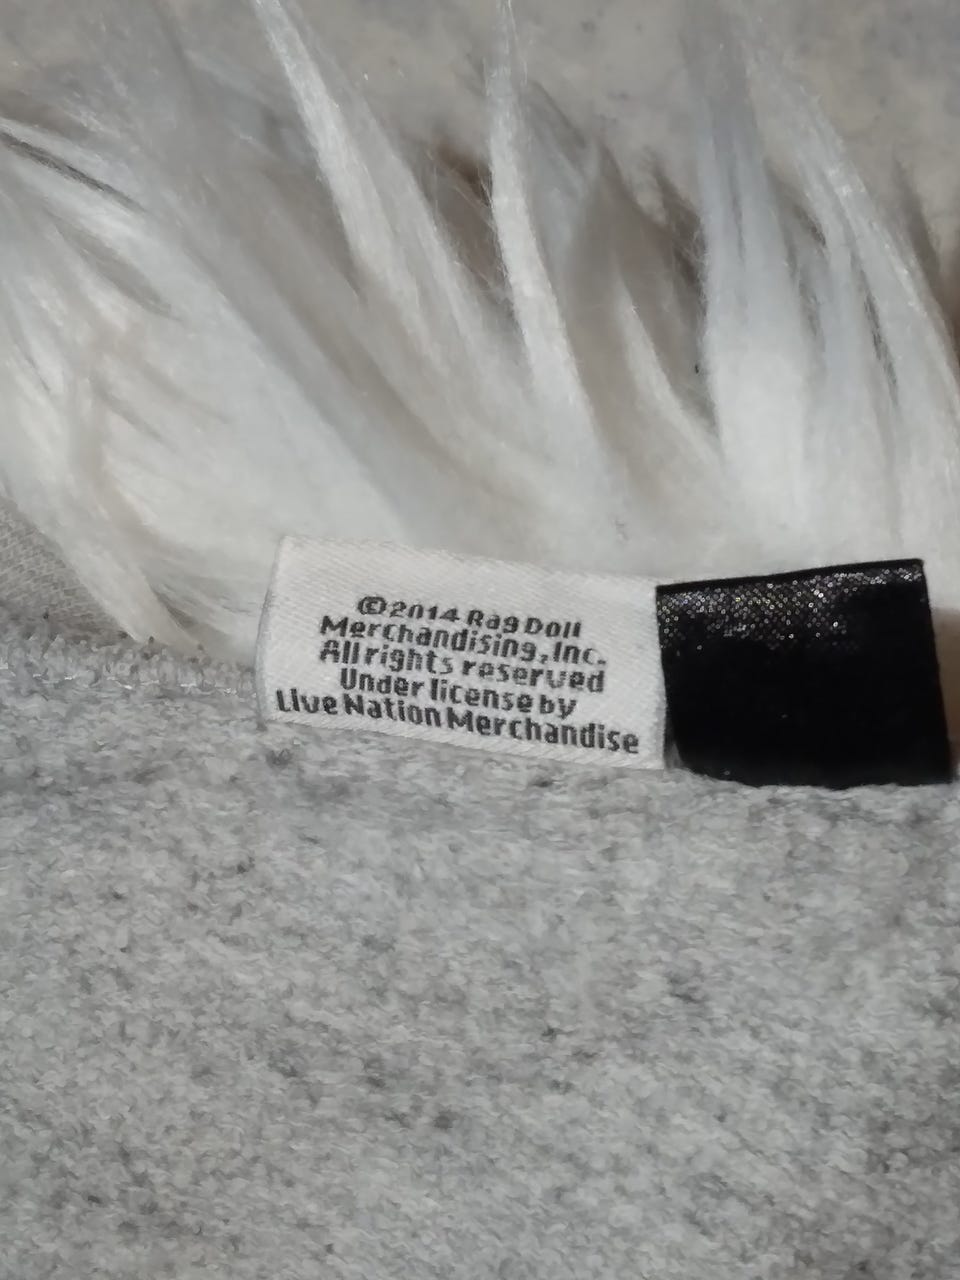 ©2014 Rag Doll
Merchandising, Inc.
All rights reserved
Under license by
Live Nation Merchandise